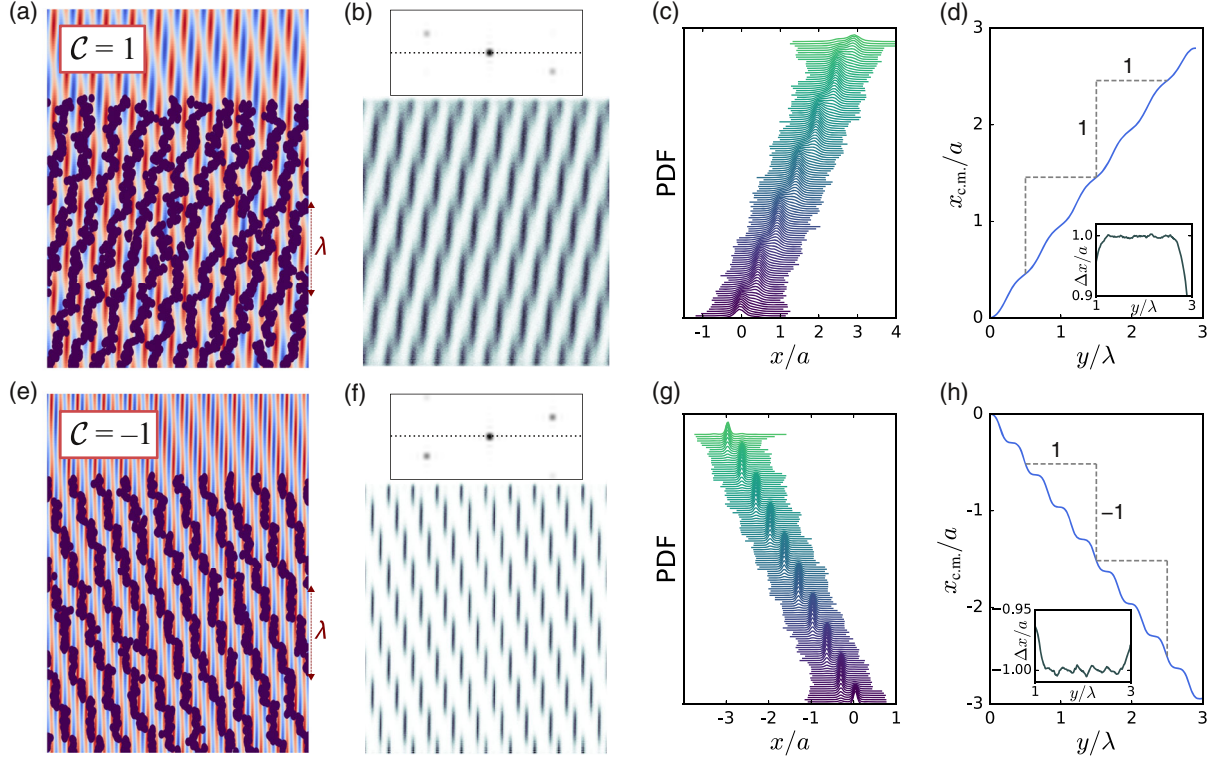 (a)
C = 1
λ
(b)
(c)
PDF
-1
0
1
2
3
4
x/a
(d)
3
2
1
0
x_c.m./a
1
1
0
1
2
3
y/λ
1.0
0.9
Δx/a
1
3
y/λ
(e)
C = –1
λ
(f)
(g)
PDF
-3
-2
-1
0
1
x/a
(h)
0
-1
-2
-3
x_c.m./a
1
–1
0
1
2
3
y/λ
−0.95
−1.00
Δx/a
1
3
y/λ